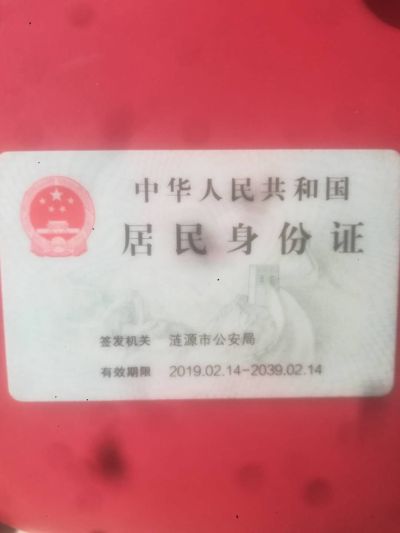 中华人民共和国
居民身份证
签发机关 涟源市公安局
有效期限 2019.02.14-2039.02.14